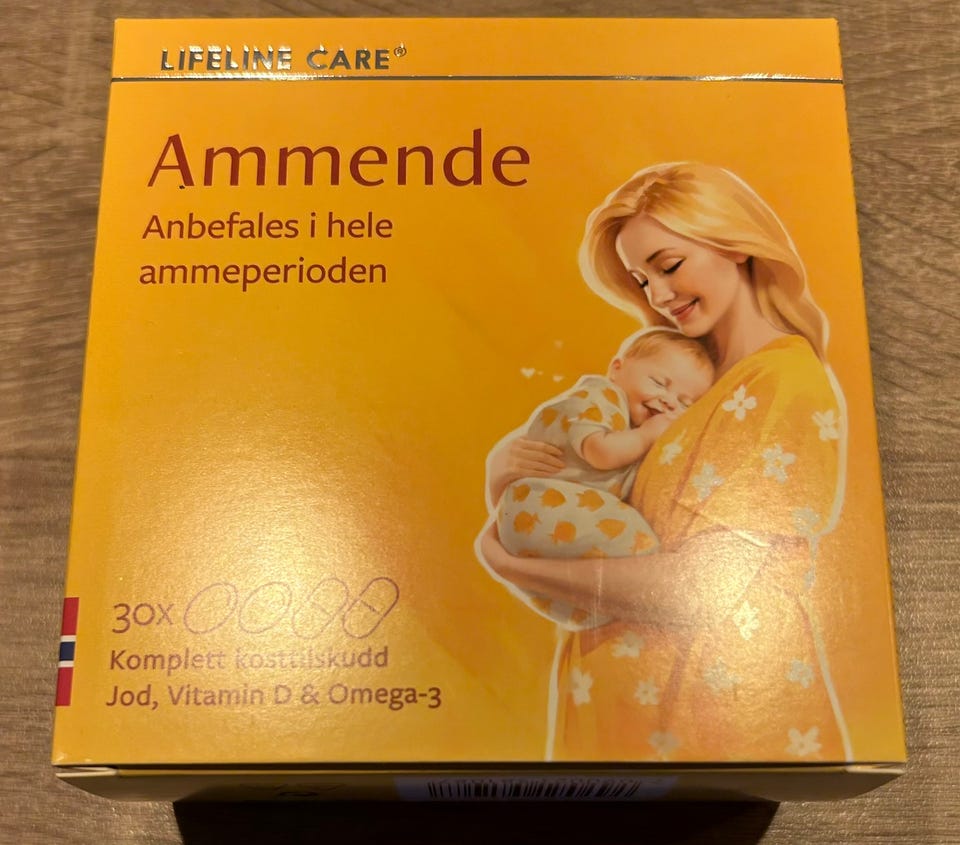 LIFELINE CARE®
Ammende
Anbefales i hele
ammeperioden
30x
Komplett kosttilskudd
Jod, Vitamin D & Omega-3